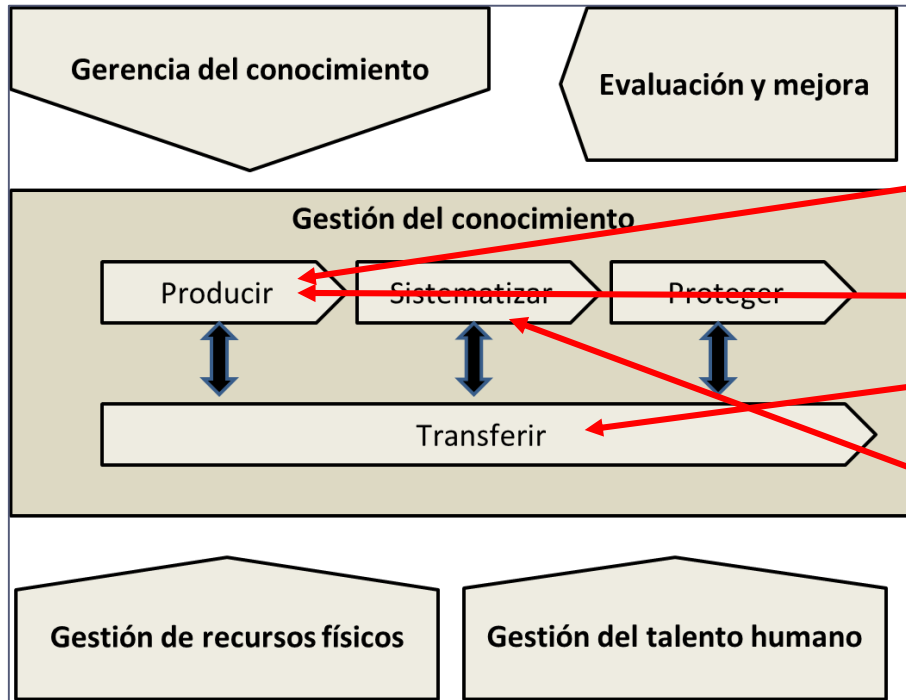 Gerencia del conocimiento
Evaluación y mejora
Gestión del conocimiento
Producir
Sistematizar
Proteger
Transferir
Gestión de recursos físicos
Gestión del talento humano